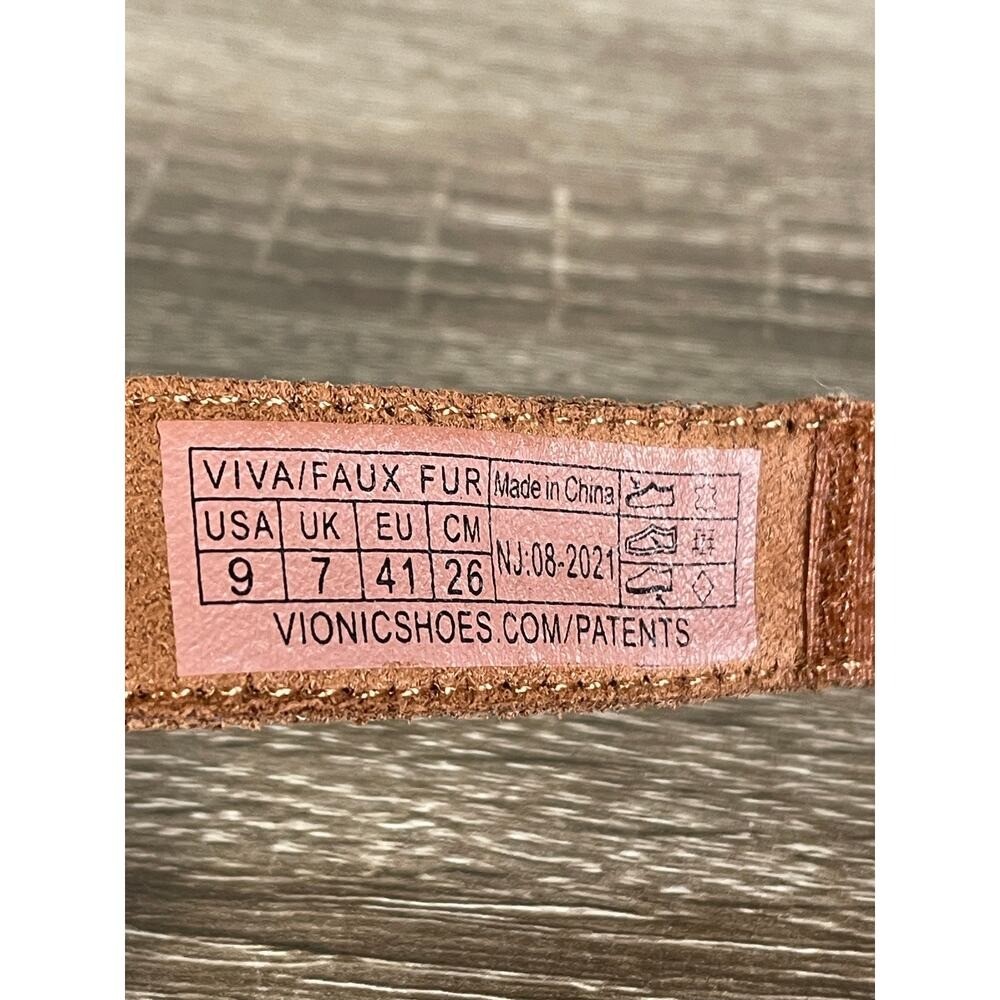 VIVA/FAUX FUR Made in China
USA UK EU CM
NJ:08-2021
9 7 41 26
VIONICSHOES.COM/PATENTS